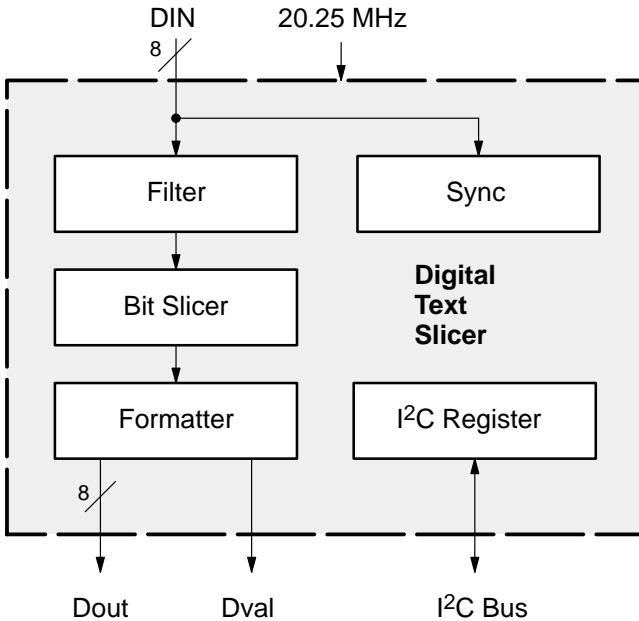 DIN 20.25 MHz
8
Filter Sync
Digital
Text
Slicer
Bit Slicer
Formatter I²C Register
8
Dout Dval I²C Bus